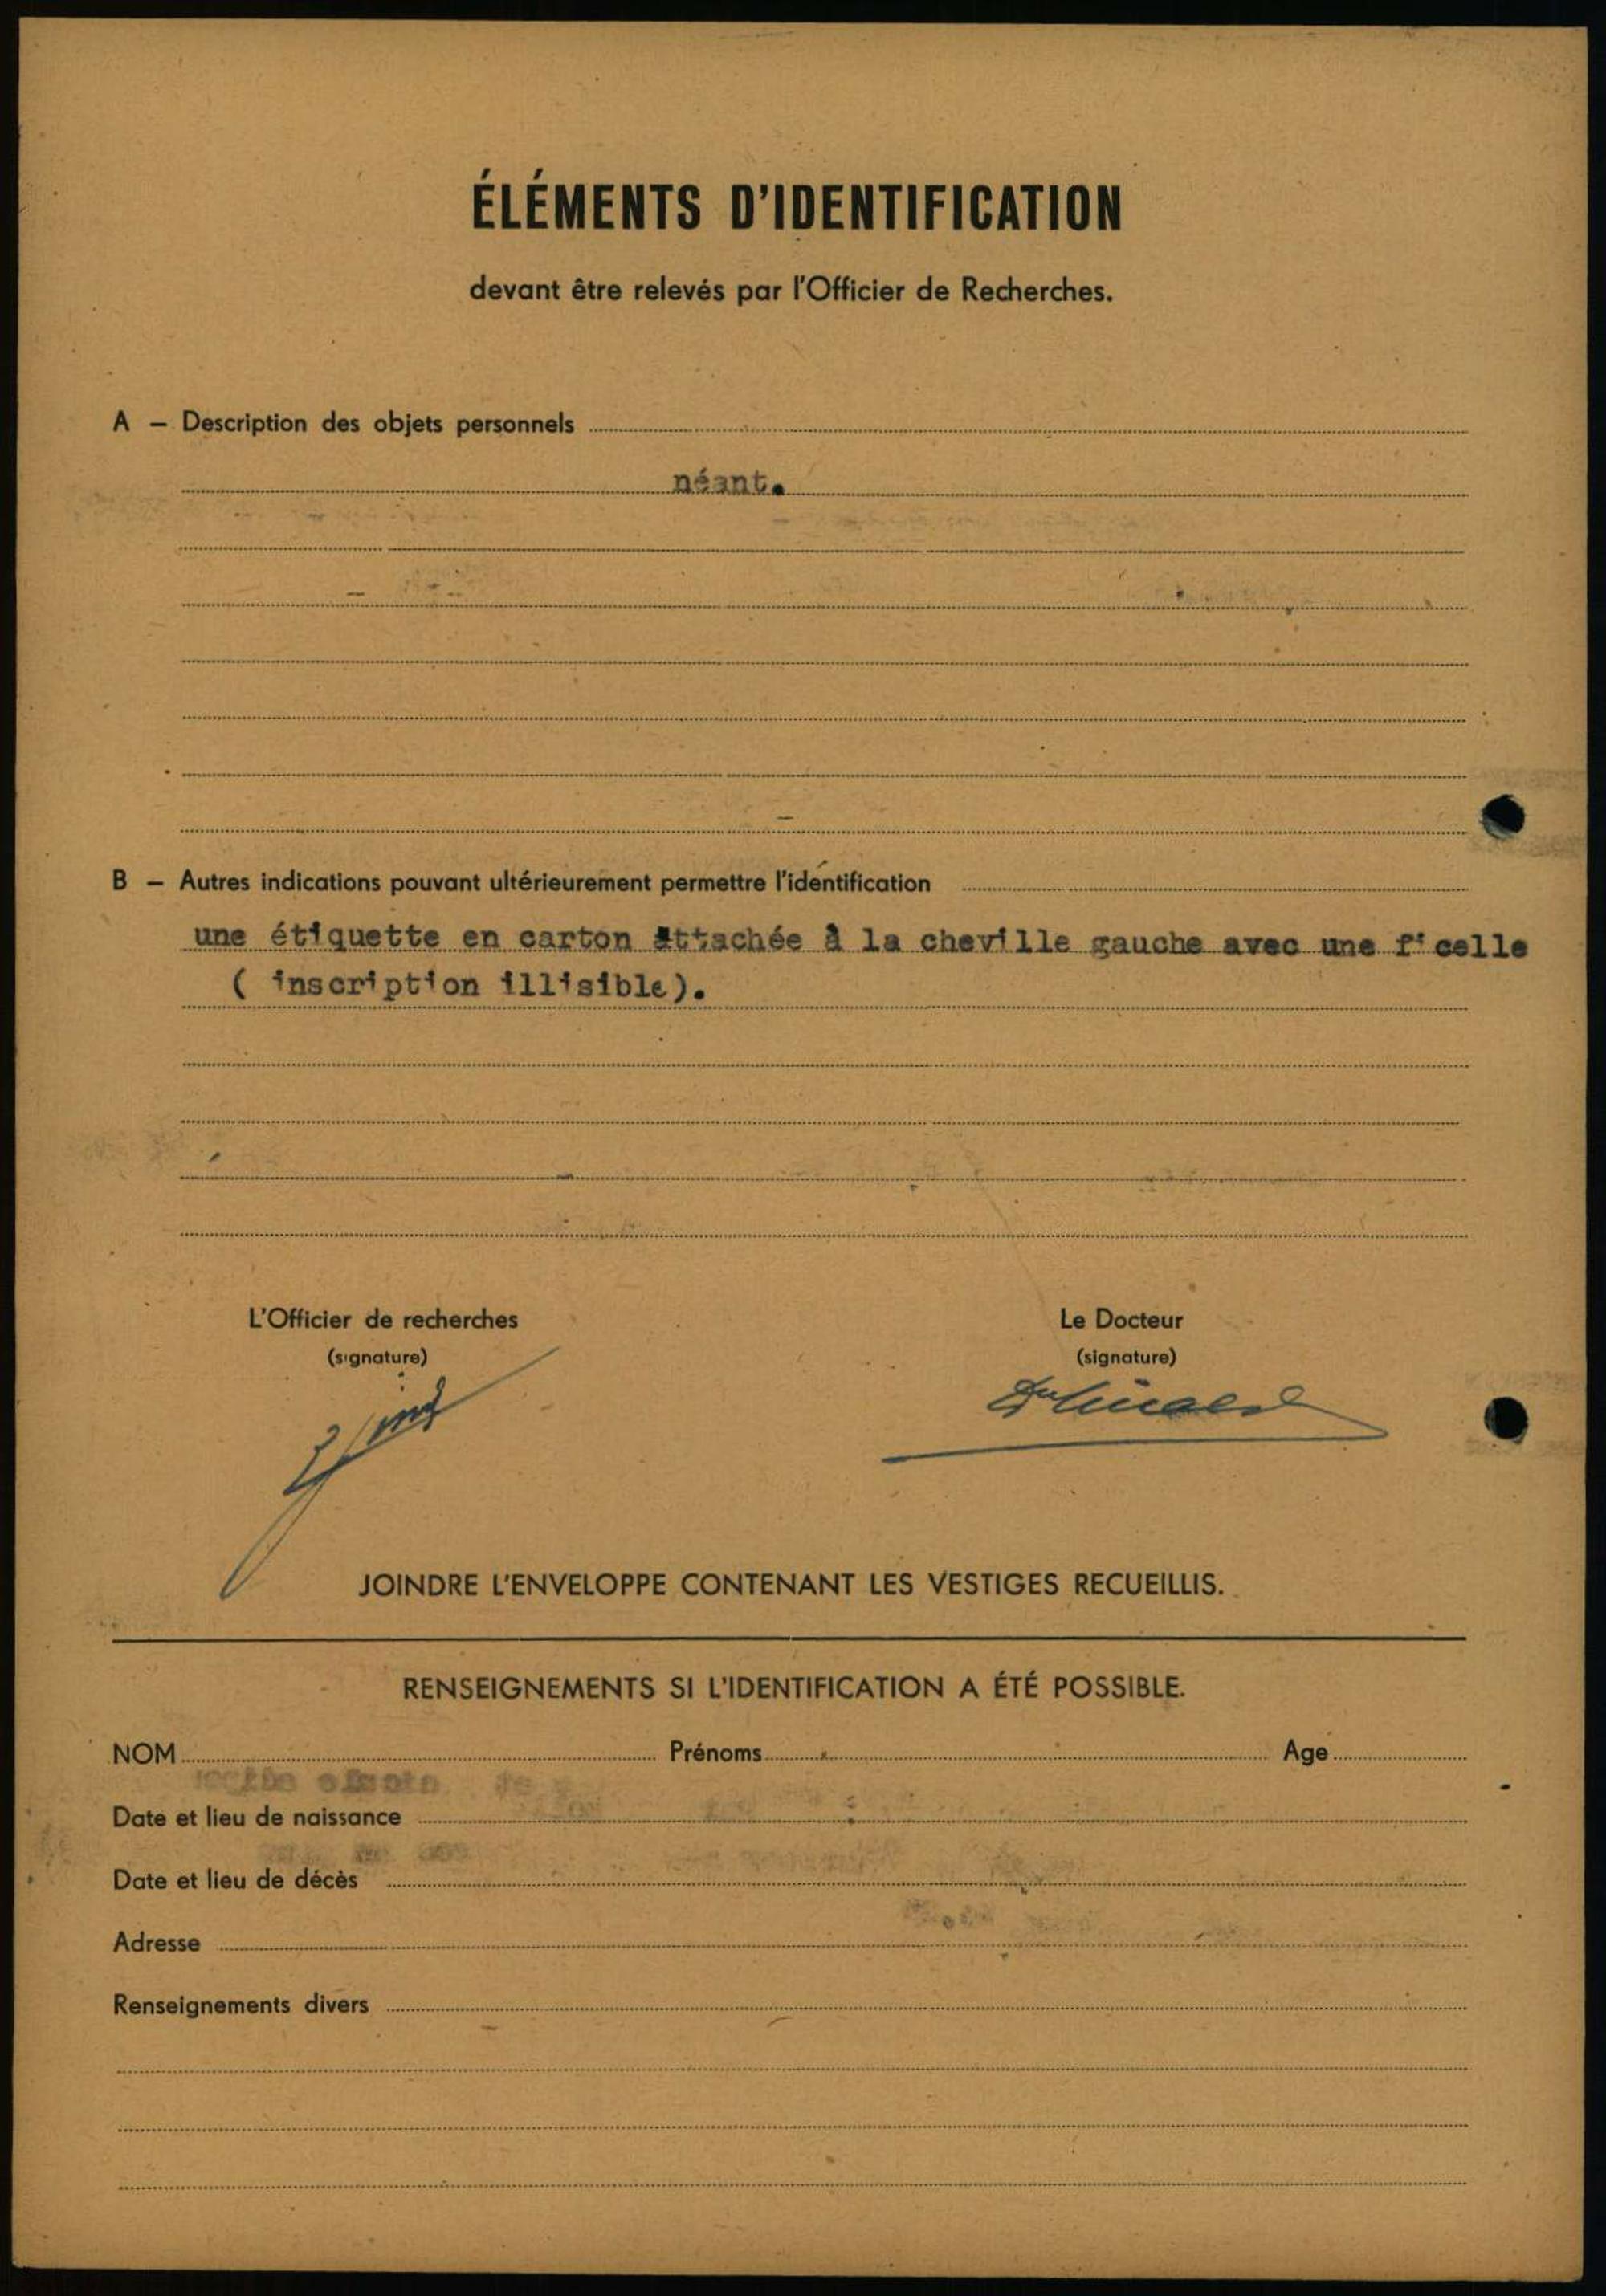 ÉLÉMENTS D'IDENTIFICATION
devant être relevés par l'Officier de Recherches.
A — Description des objets personnels
néant.
B — Autres indications pouvant ultérieurement permettre l'identification
une étiquette en carton attachée à la cheville gauche avec une ficelle
( inscription illisible).
L'Officier de recherches
Le Docteur
(signature)
(signature)
JOINDRE L'ENVELOPPE CONTENANT LES VESTIGES RECUEILLIS.
RENSEIGNEMENTS SI L'IDENTIFICATION A ÉTÉ POSSIBLE.
NOM Prénoms Age
Date et lieu de naissance
Date et lieu de décès
Adresse
Renseignements divers